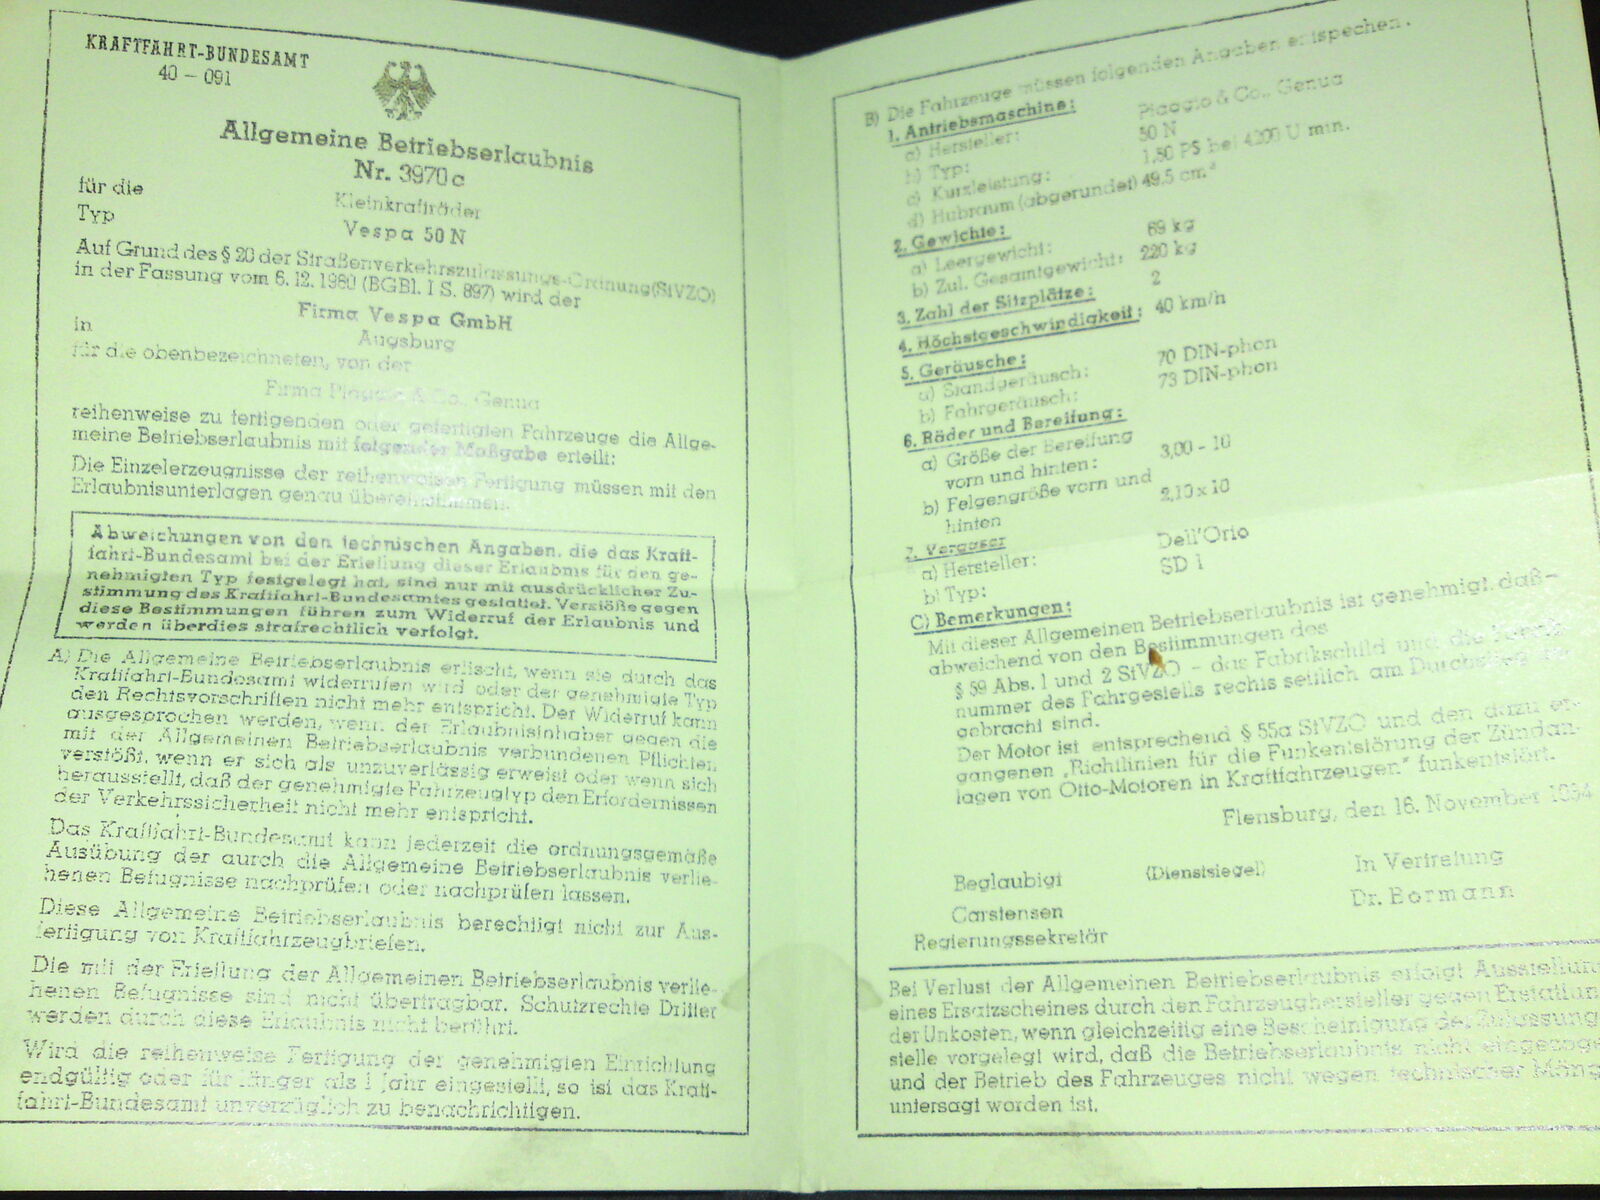 KRAFTFAHRT-BUNDESAMT
40 – 091
Allgemeine Betriebserlaubnis
Nr. 3970c
für die Kleinkrafträder
Typ Vespa 50 N
Auf Grund des § 20 der Straßenverkehrszulassungs-Ordnung (StVZO)
in der Fassung vom 6. 12. 1960 (BGBl. I S. 897) wird der
Firma Vespa GmbH
in Augsburg
für die obenbezeichneten, von der
Firma Piaggio & Co., Genua
reihenweise zu fertigenden oder gefertigten Fahrzeuge die Allge-
meine Betriebserlaubnis mit folgender Maßgabe erteilt:
Die Einzelerzeugnisse der reihenweisen Fertigung müssen mit den
Erlaubnisunterlagen genau übereinstimmen.
Abweichungen von den technischen Angaben, die das Kraft-
fahrt-Bundesamt bei der Erteilung dieser Erlaubnis für den ge-
nehmigten Typ festgelegt hat, sind nur mit ausdrücklicher Zu-
stimmung des Kraftfahrt-Bundesamtes gestattet. Verstöße gegen
diese Bestimmungen führen zum Widerruf der Erlaubnis und
werden überdies strafrechtlich verfolgt.
A) Die Allgemeine Betriebserlaubnis erlischt, wenn sie durch das
Kraftfahrt-Bundesamt widerrufen wird oder der genehmigte Typ
den Rechtsvorschriften nicht mehr entspricht. Der Widerruf kann
ausgesprochen werden, wenn der Erlaubnisinhaber gegen die
mit der Allgemeinen Betriebserlaubnis verbundenen Pflichten
verstößt, wenn er sich als unzuverlässig erweist oder wenn sich
herausstellt, daß der genehmigte Fahrzeugtyp den Erfordernissen
der Verkehrssicherheit nicht mehr entspricht.
Das Kraftfahrt-Bundesamt kann jederzeit die ordnungsgemäße
Ausübung der durch die Allgemeine Betriebserlaubnis verlie-
henen Befugnisse nachprüfen oder nachprüfen lassen.
Diese Allgemeine Betriebserlaubnis berechtigt nicht zur Aus-
fertigung von Kraftfahrzeugbriefen.
Die mit der Erteilung der Allgemeinen Betriebserlaubnis verlie-
henen Befugnisse sind nicht übertragbar. Schutzrechte Dritter
werden durch diese Erlaubnis nicht berührt.
Wird die reihenweise Fertigung der genehmigten Einrichtung
endgültig oder für länger als 1 Jahr eingestellt, so ist das Kraft-
fahrt-Bundesamt unverzüglich zu benachrichtigen.
B) Die Fahrzeuge müssen folgenden Angaben entspechen.
1. Antriebsmaschine:
a) Hersteller: Piaggio & Co., Genua
b) Typ: 50 N
c) Kurzleistung: 1,50 PS bei 4200 U min.
d) Hubraum (abgerundet) 49,5 cm³
2. Gewichte:
a) Leergewicht: 69 kg
b) Zul. Gesamtgewicht: 220 kg
3. Zahl der Sitzplätze: 2
4. Höchstgeschwindigkeit: 40 km/h
5. Geräusche:
a) Standgeräusch: 70 DIN-phon
b) Fahrgeräusch: 73 DIN-phon
6. Räder und Bereifung:
a) Größe der Bereifung
vorn und hinten: 3,00 - 10
b) Felgengröße vorn und
hinten 2,10 x 10
7. Vergaser
a) Hersteller: Dell'Orto
b) Typ: SD 1
C) Bemerkungen:
Mit dieser Allgemeinen Betriebserlaubnis ist genehmigt, daß –
abweichend von den Bestimmungen des
§ 59 Abs. 1 und 2 StVZO – das Fabrikschild und die
nummer des Fahrgestells rechts seitlich am Durchstieg
gebracht sind.
Der Motor ist entsprechend § 55a StVZO und den dazu er-
gangenen „Richtlinien für die Funkentstörung der Zündan-
lagen von Otto-Motoren in Kraftfahrzeugen" funkentstört.
Flensburg, den 16. November
Beglaubigt (Dienstsiegel) In Vertretung
Carstensen Dr. Bormann
Regierungssekretär
Bei Verlust der Allgemeinen Betriebserlaubnis erfolgt Ausstellun
eines Ersatzscheines durch den Fahrzeughersteller gegen Erstattun
der Unkosten, wenn gleichzeitig eine Bescheinigung der Zulassung
stelle vorgelegt wird, daß die Betriebserlaubnis nicht eingezoge
und der Betrieb des Fahrzeuges nicht wegen technischer Mäng
untersagt worden ist.